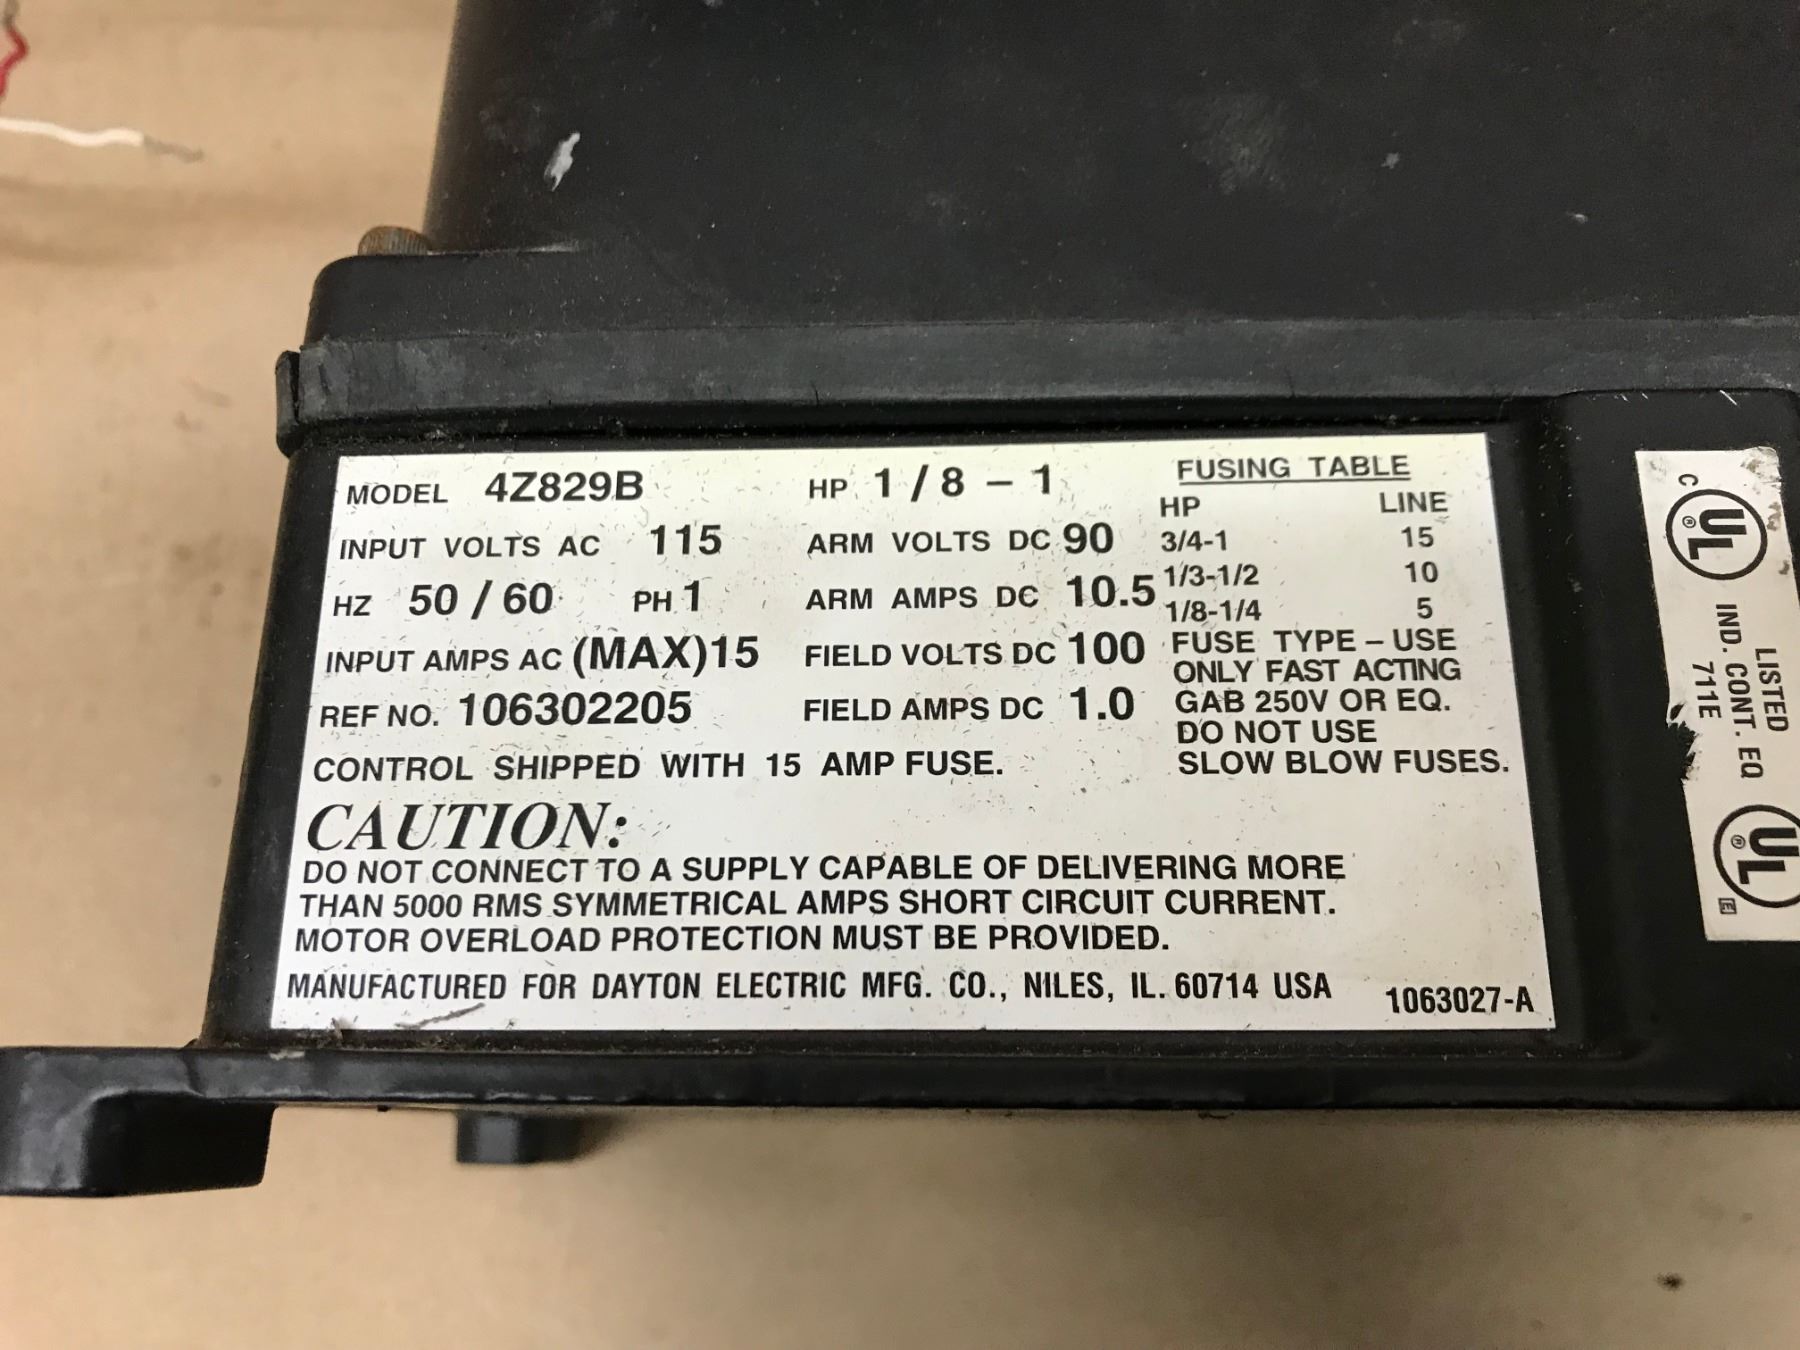 MODEL 4Z829B
INPUT VOLTS AC 115
HZ 50 / 60 PH 1
INPUT AMPS AC (MAX) 15
REF NO. 106302205
HP 1 / 8 – 1
ARM VOLTS DC 90
ARM AMPS DC 10.5
FIELD VOLTS DC 100
FIELD AMPS DC 1.0
FUSING TABLE
HP LINE
3/4-1 15
1/3-1/2 10
1/8-1/4 5
FUSE TYPE – USE
ONLY FAST ACTING
GAB 250V OR EQ.
DO NOT USE
SLOW BLOW FUSES.
CONTROL SHIPPED WITH 15 AMP FUSE.
CAUTION:
DO NOT CONNECT TO A SUPPLY CAPABLE OF DELIVERING MORE
THAN 5000 RMS SYMMETRICAL AMPS SHORT CIRCUIT CURRENT.
MOTOR OVERLOAD PROTECTION MUST BE PROVIDED.
MANUFACTURED FOR DAYTON ELECTRIC MFG. CO., NILES, IL. 60714 USA
1063027-A
C UL ®
LISTED
IND. CONT. EQ
711E
UL ®
E